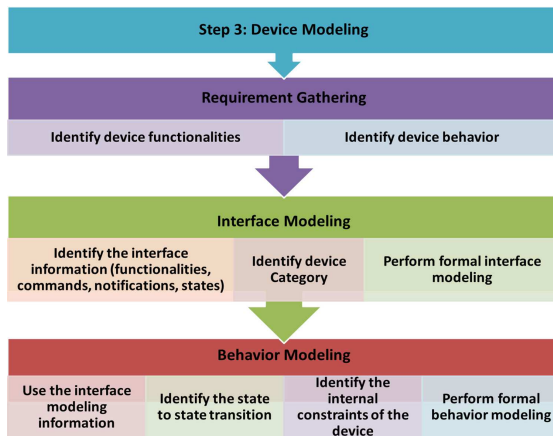 Step 3: Device Modeling
Requirement Gathering
Identify device functionalities
Identify device behavior
Interface Modeling
Identify the interface
information (functionalities,
commands, notifications, states)
Identify device
Category
Perform formal interface
modeling
Behavior Modeling
Use the interface
modeling
information
Identify the state
to state transition
Identify the
internal
constraints of the
device
Perform formal
behavior modeling